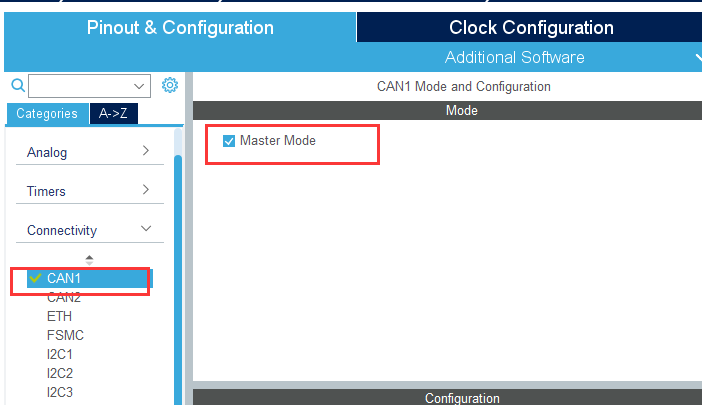 Pinout & Configuration
Clock Configuration
Additional Software
CAN1 Mode and Configuration
Categories
A->Z
Mode
Master Mode
Analog
Timers
Connectivity
CAN1
CAN2
ETH
FSMC
I2C1
I2C2
I2C3
Configuration